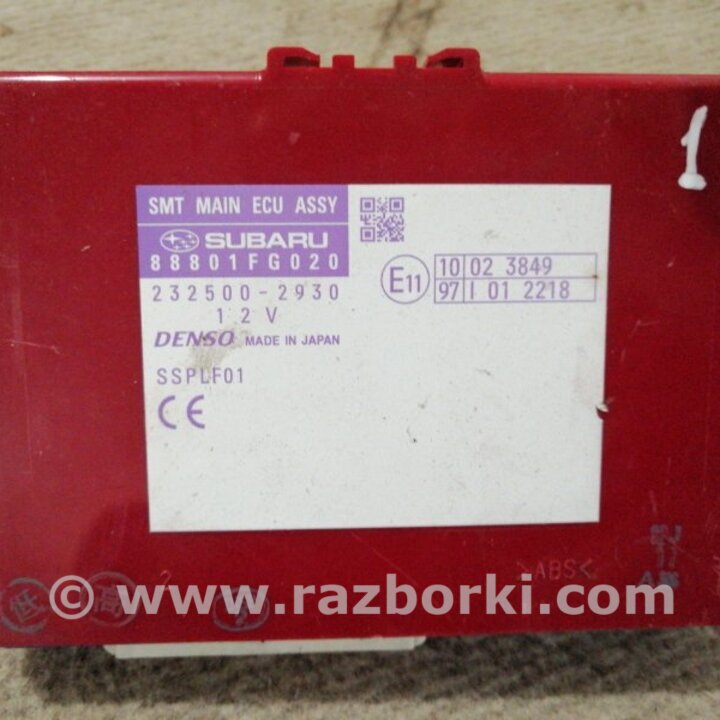 1
SMT MAIN ECU ASSY
SUBARU
88801FG020
232500-2930
12V
DENSO MADE IN JAPAN
SSPLF01
CE
E11
10 02 3849
97 I 01 2218
>ABS<
© www.razborki.com